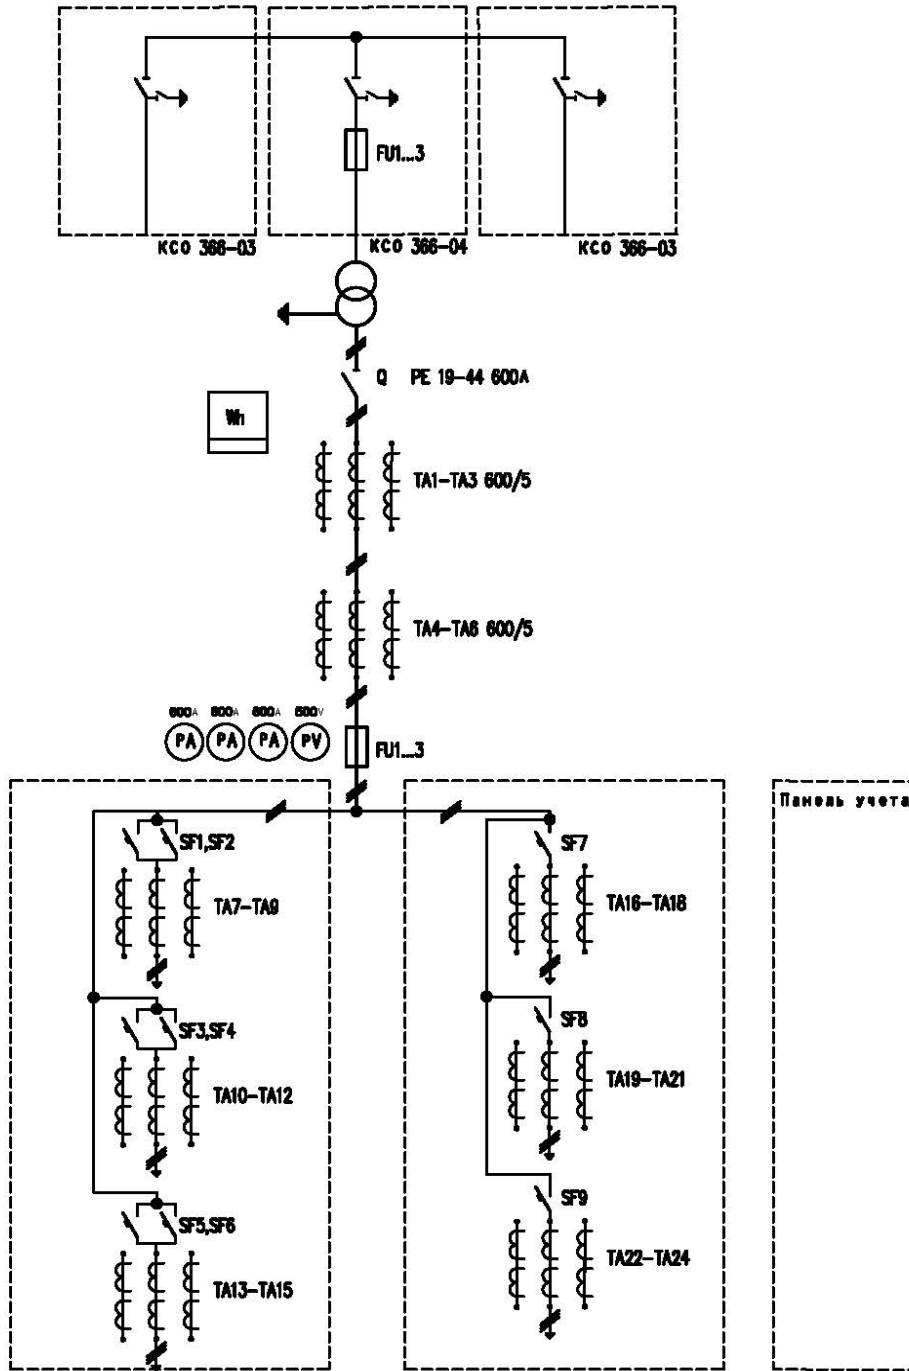 FU1...3
КСО 366-03
КСО 366-04
КСО 366-03
Q PE 19-44 600A
Wh
TA1-TA3 600/5
TA4-TA6 600/5
600A 600A 600A 500V
PA PA PA PV
FU1...3
Панель учета
SF1,SF2
SF7
TA7-TA9
TA16-TA18
SF3,SF4
SF8
TA10-TA12
TA19-TA21
SF5,SF6
SF9
TA13-TA15
TA22-TA24